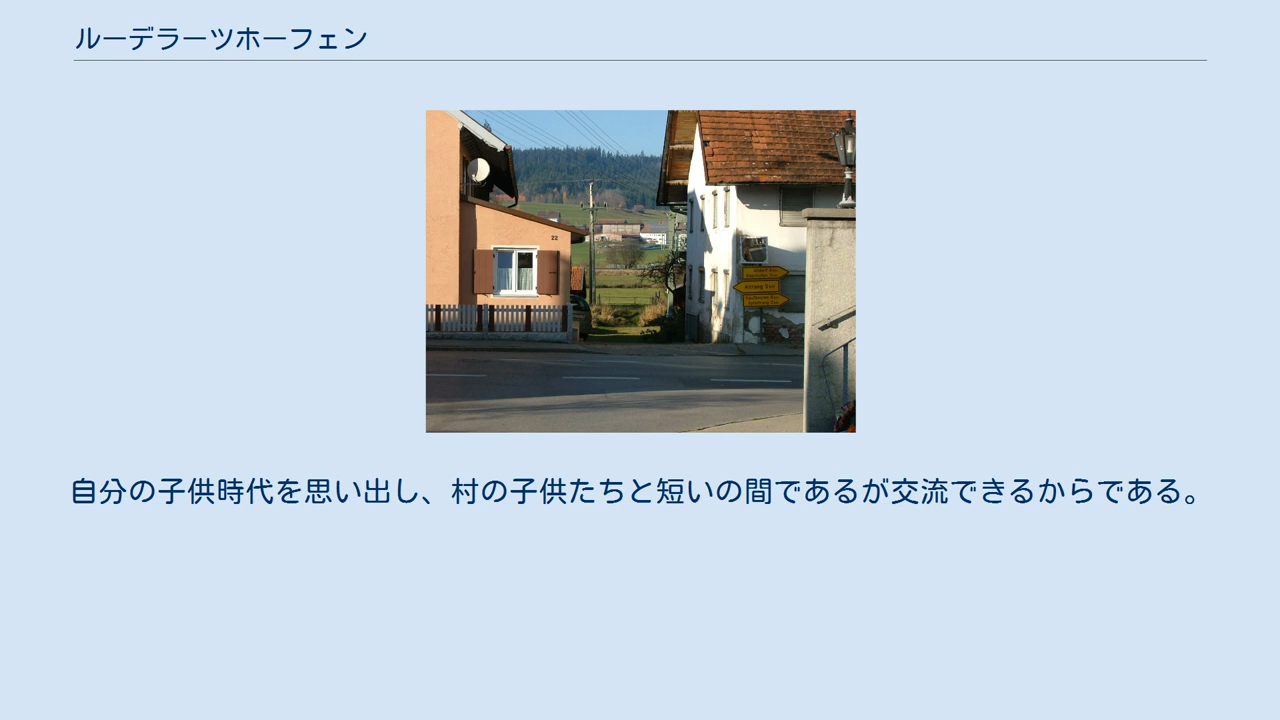 ルーデラーツホーフェン
22
Aitrang
自分の子供時代を思い出し、村の子供たちと短いの間であるが交流できるからである。